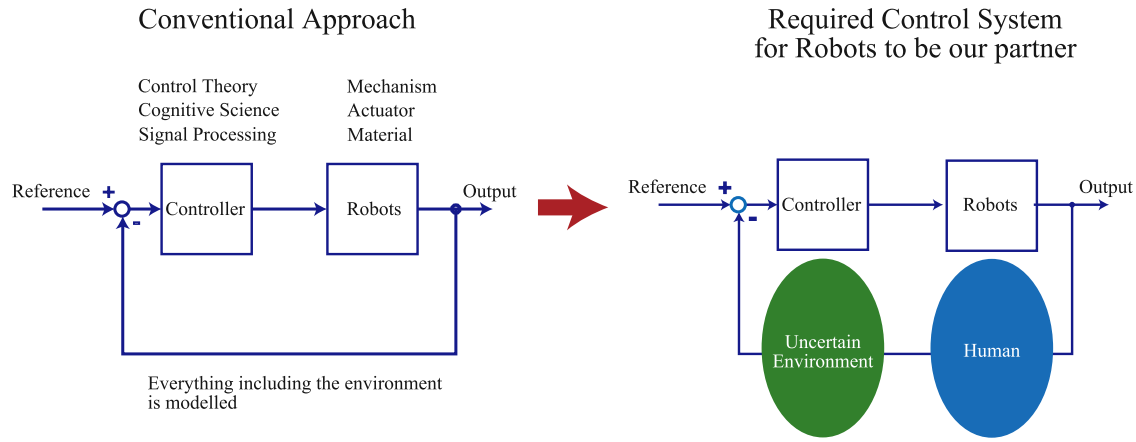 Conventional Approach
Control Theory
Cognitive Science
Signal Processing
Mechanism
Actuator
Material
Reference
+
-
Controller
Robots
Output
Everything including the environment
is modelled
Required Control System
for Robots to be our partner
Reference
+
-
Controller
Robots
Output
Uncertain
Environment
Human